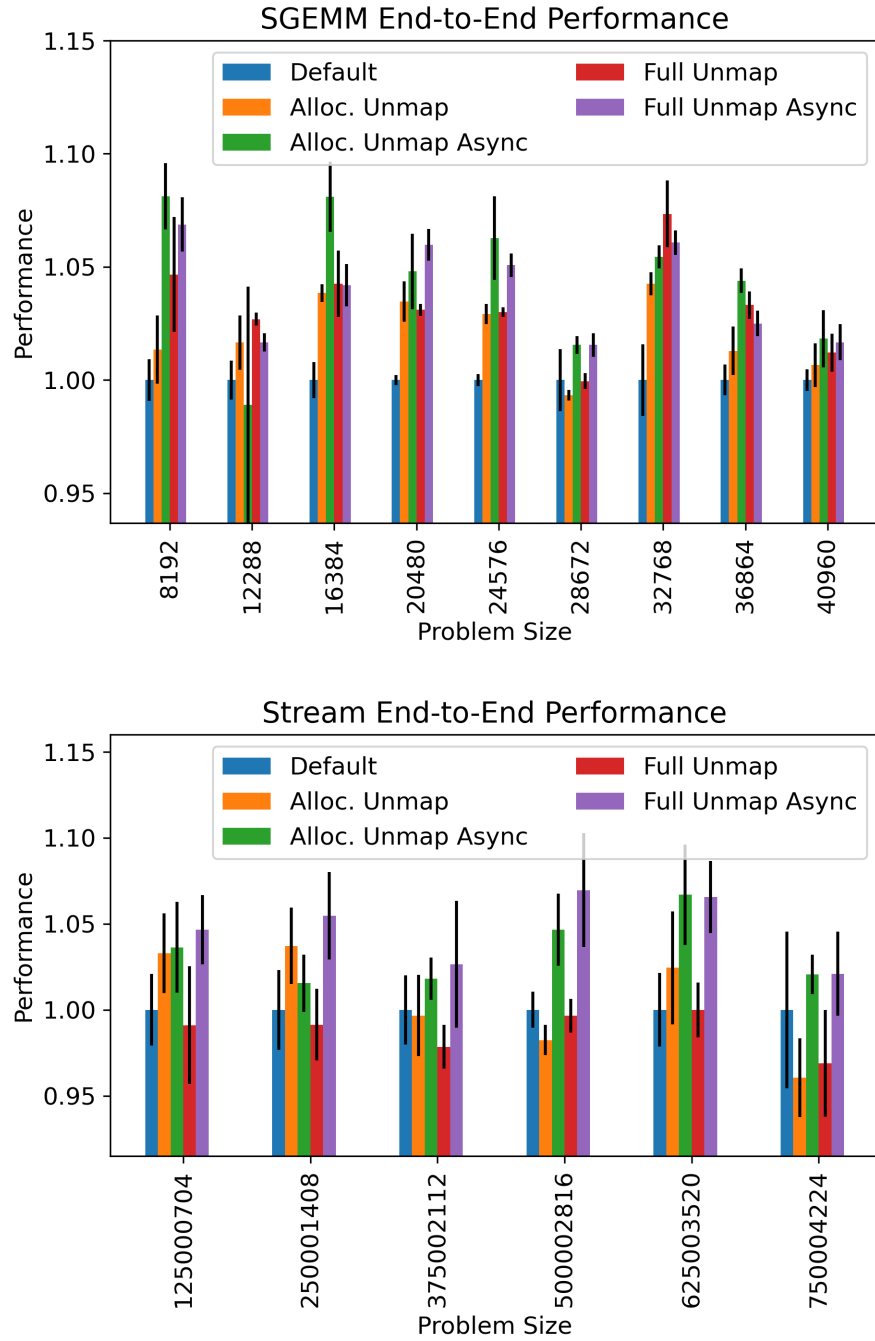 SGEMM End-to-End Performance
1.15
1.10
1.05
1.00
0.95
Performance
Default
Alloc. Unmap
Alloc. Unmap Async
Full Unmap
Full Unmap Async
8192
12288
16384
20480
24576
28672
32768
36864
40960
Problem Size
Stream End-to-End Performance
1.15
1.10
1.05
1.00
0.95
Performance
Default
Alloc. Unmap
Alloc. Unmap Async
Full Unmap
Full Unmap Async
125000704
250001408
375002112
500002816
625003520
750004224
Problem Size